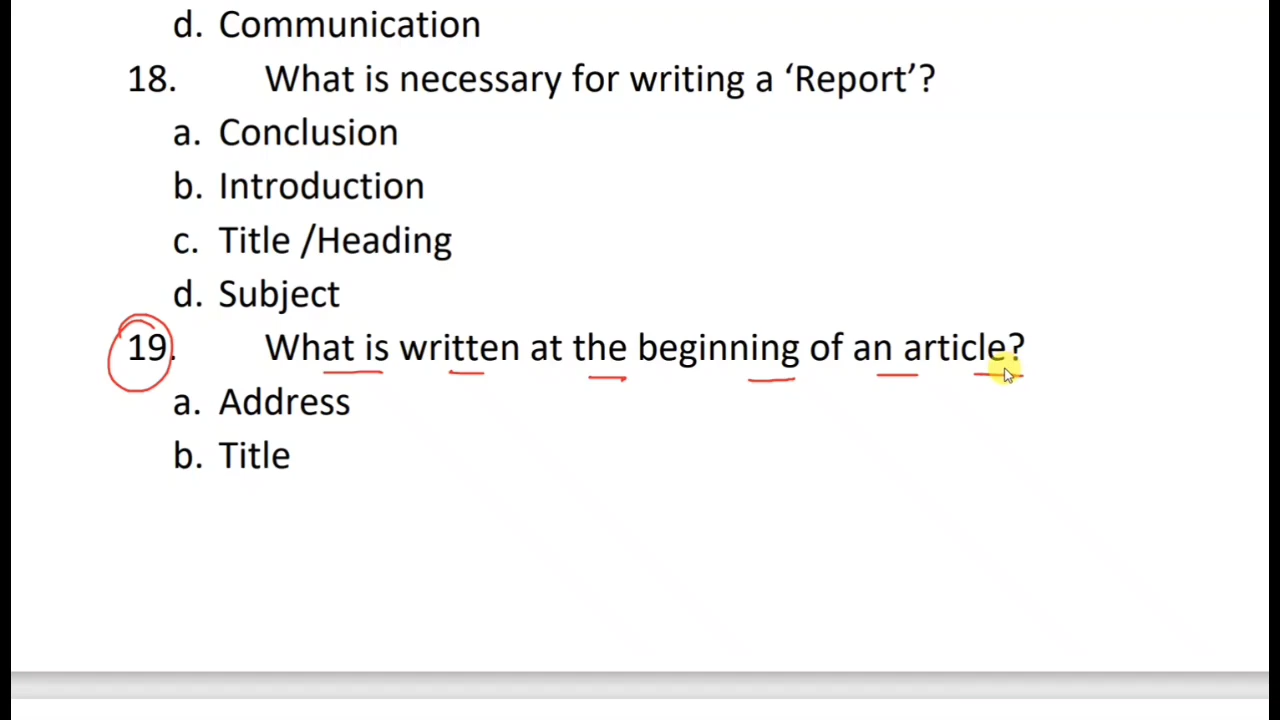 d. Communication
18. What is necessary for writing a ‘Report’?
a. Conclusion
b. Introduction
c. Title /Heading
d. Subject
19. What is written at the beginning of an article?
a. Address
b. Title